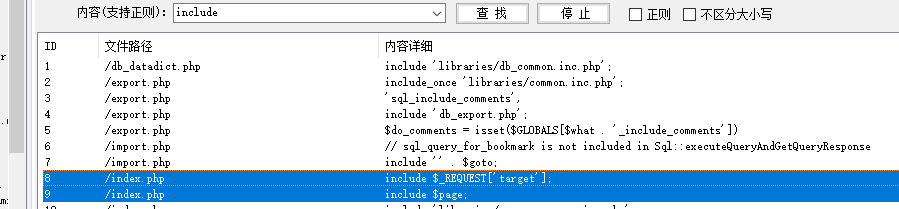 内容(支持正则): include 查 找 停 止 正则 不区分大小写
ID 文件路径 内容详细
1 /db_datadict.php include 'libraries/db_common.inc.php';
2 /export.php include_once 'libraries/common.inc.php';
3 /export.php 'sql_include_comments',
4 /export.php include 'db_export.php';
5 /export.php $do_comments = isset($GLOBALS[$what . '_include_comments'])
6 /import.php // sql_query_for_bookmark is not included in Sql::executeQueryAndGetQueryResponse
7 /import.php include '' . $goto;
8 /index.php include $_REQUEST['target'];
9 /index.php include $page;